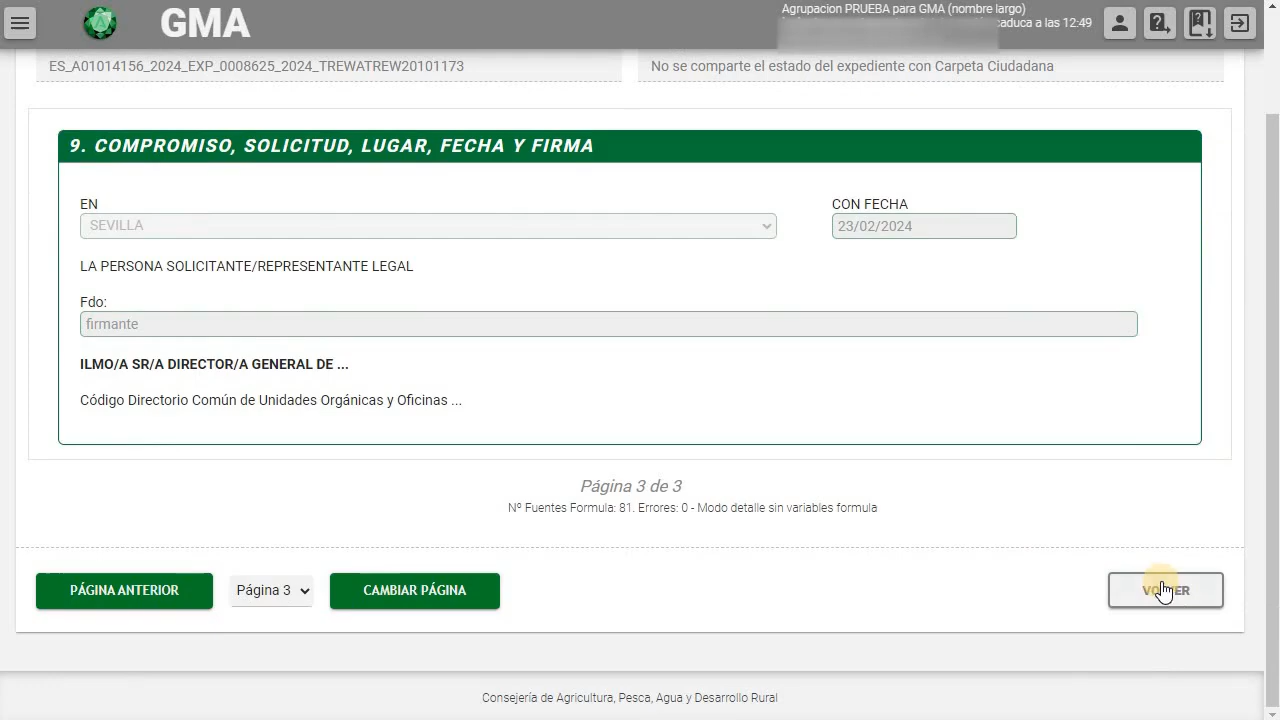 GMA
Agrupacion PRUEBA para GMA (nombre largo)
caduca a las 12:49
ES_A01014156_2024_EXP_0008625_2024_TREWATREW20101173
No se comparte el estado del expediente con Carpeta Ciudadana
9. COMPROMISO, SOLICITUD, LUGAR, FECHA Y FIRMA
EN
CON FECHA
SEVILLA
23/02/2024
LA PERSONA SOLICITANTE/REPRESENTANTE LEGAL
Fdo:
firmante
ILMO/A SR/A DIRECTOR/A GENERAL DE ...
Código Directorio Común de Unidades Orgánicas y Oficinas ...
Página 3 de 3
Nº Fuentes Formula: 81. Errores: 0 - Modo detalle sin variables formula
PÁGINA ANTERIOR
Página 3
CAMBIAR PÁGINA
Consejería de Agricultura, Pesca, Agua y Desarrollo Rural